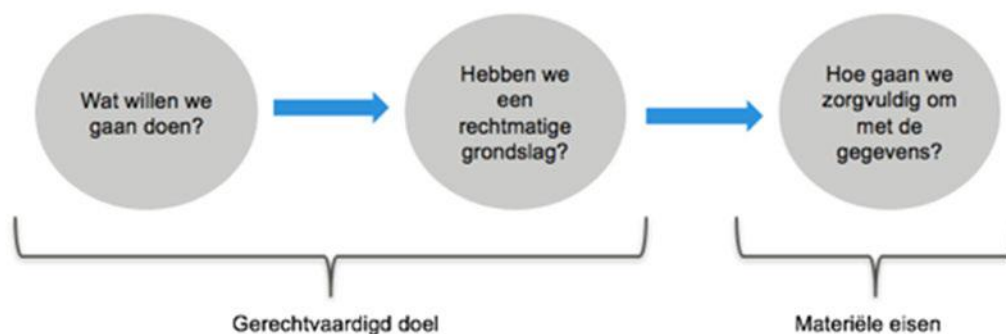 Wat willen we
gaan doen?
Hebben we
een
rechtmatige
grondslag?
Hoe gaan we
zorgvuldig om
met de
gegevens?
Gerechtvaardigd doel
Materiële eisen